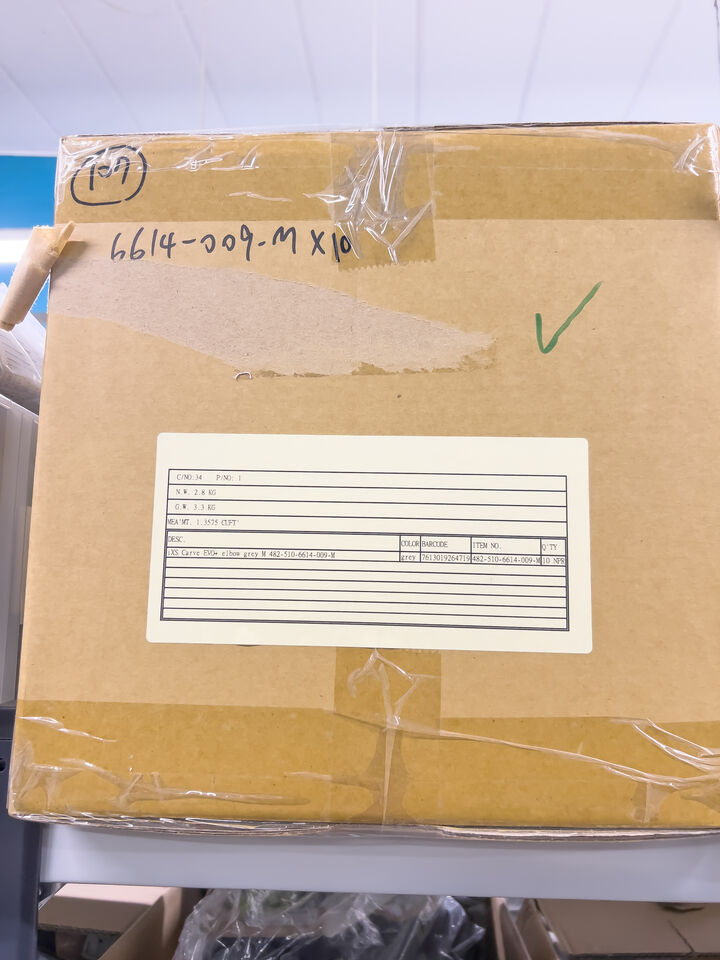 107
6614-009-M X10
C/NO:34 P/NO: 1
N.W. 2.8 KG
G.W. 3.3 KG
MEA'MT. 1.3575 CUFT'
DESC. COLOR BARCODE ITEM NO. Q'TY
iXS Carve EVO+ elbow grey M 482-510-6614-009-M grey 7613019264719 482-510-6614-009-M 10 NPR